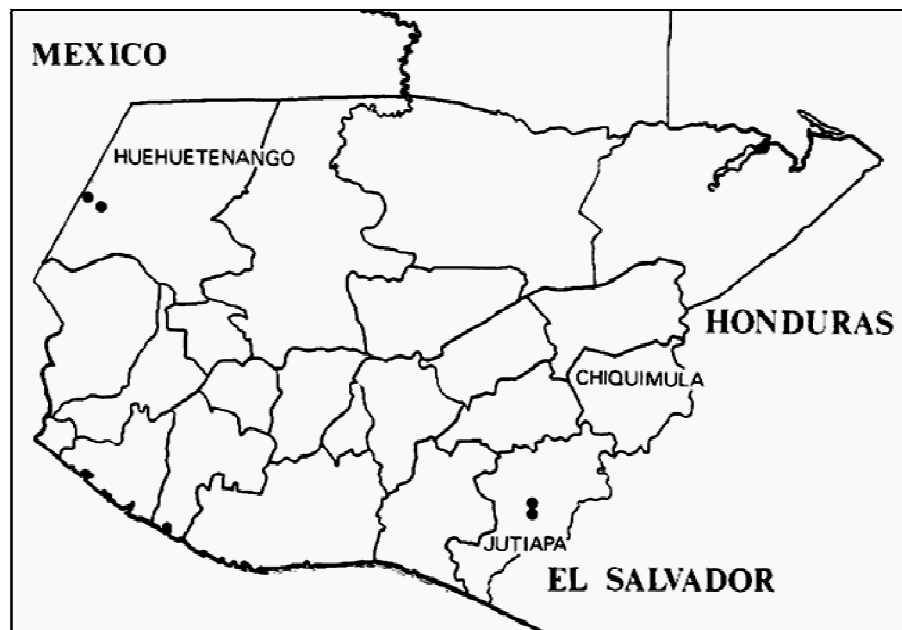 MEXICO
HUEHUETENANGO
HONDURAS
CHIQUIMULA
JUTIAPA
EL SALVADOR